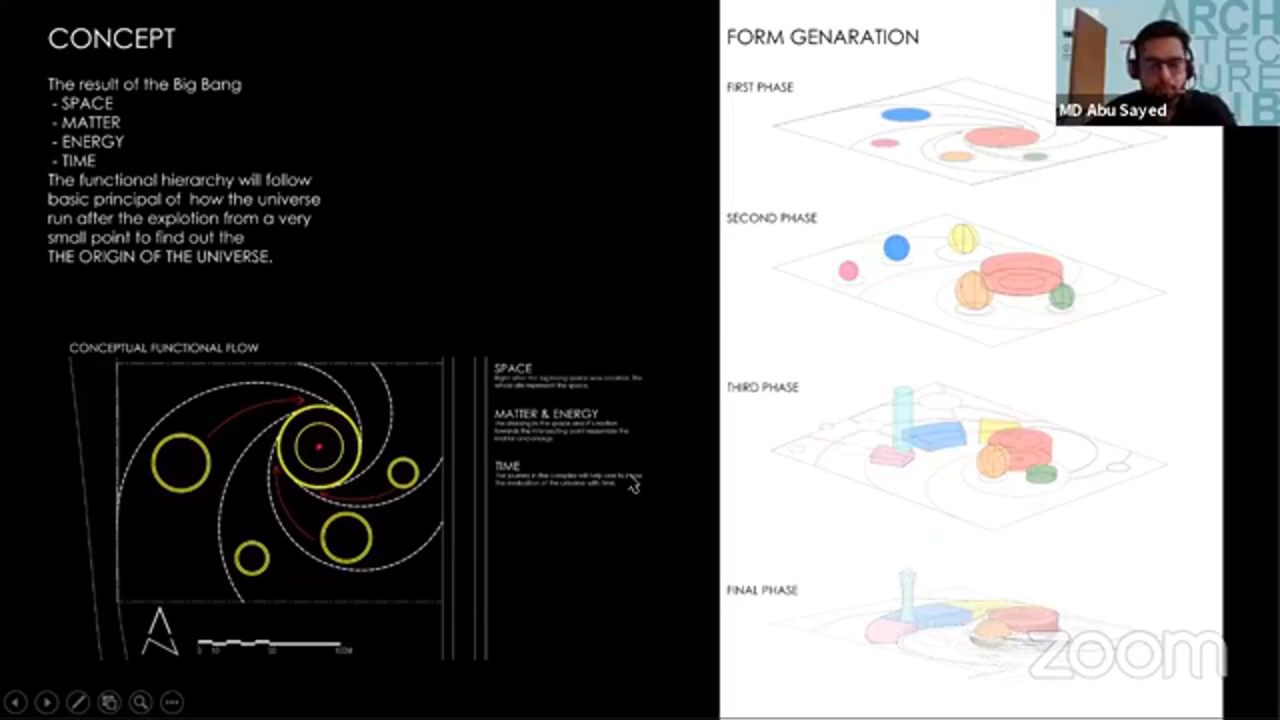 CONCEPT
The result of the Big Bang
- SPACE
- MATTER
- ENERGY
- TIME
The functional hierarchy will follow
basic principal of how the universe
run after the explotion from a very
small point to find out the
THE ORIGIN OF THE UNIVERSE.
CONCEPTUAL FUNCTIONAL FLOW
SPACE
MATTER & ENERGY
TIME
FORM GENARATION
FIRST PHASE
SECOND PHASE
THIRD PHASE
FINAL PHASE
ARCH
TEC
URE
MD Abu Sayed
zoom